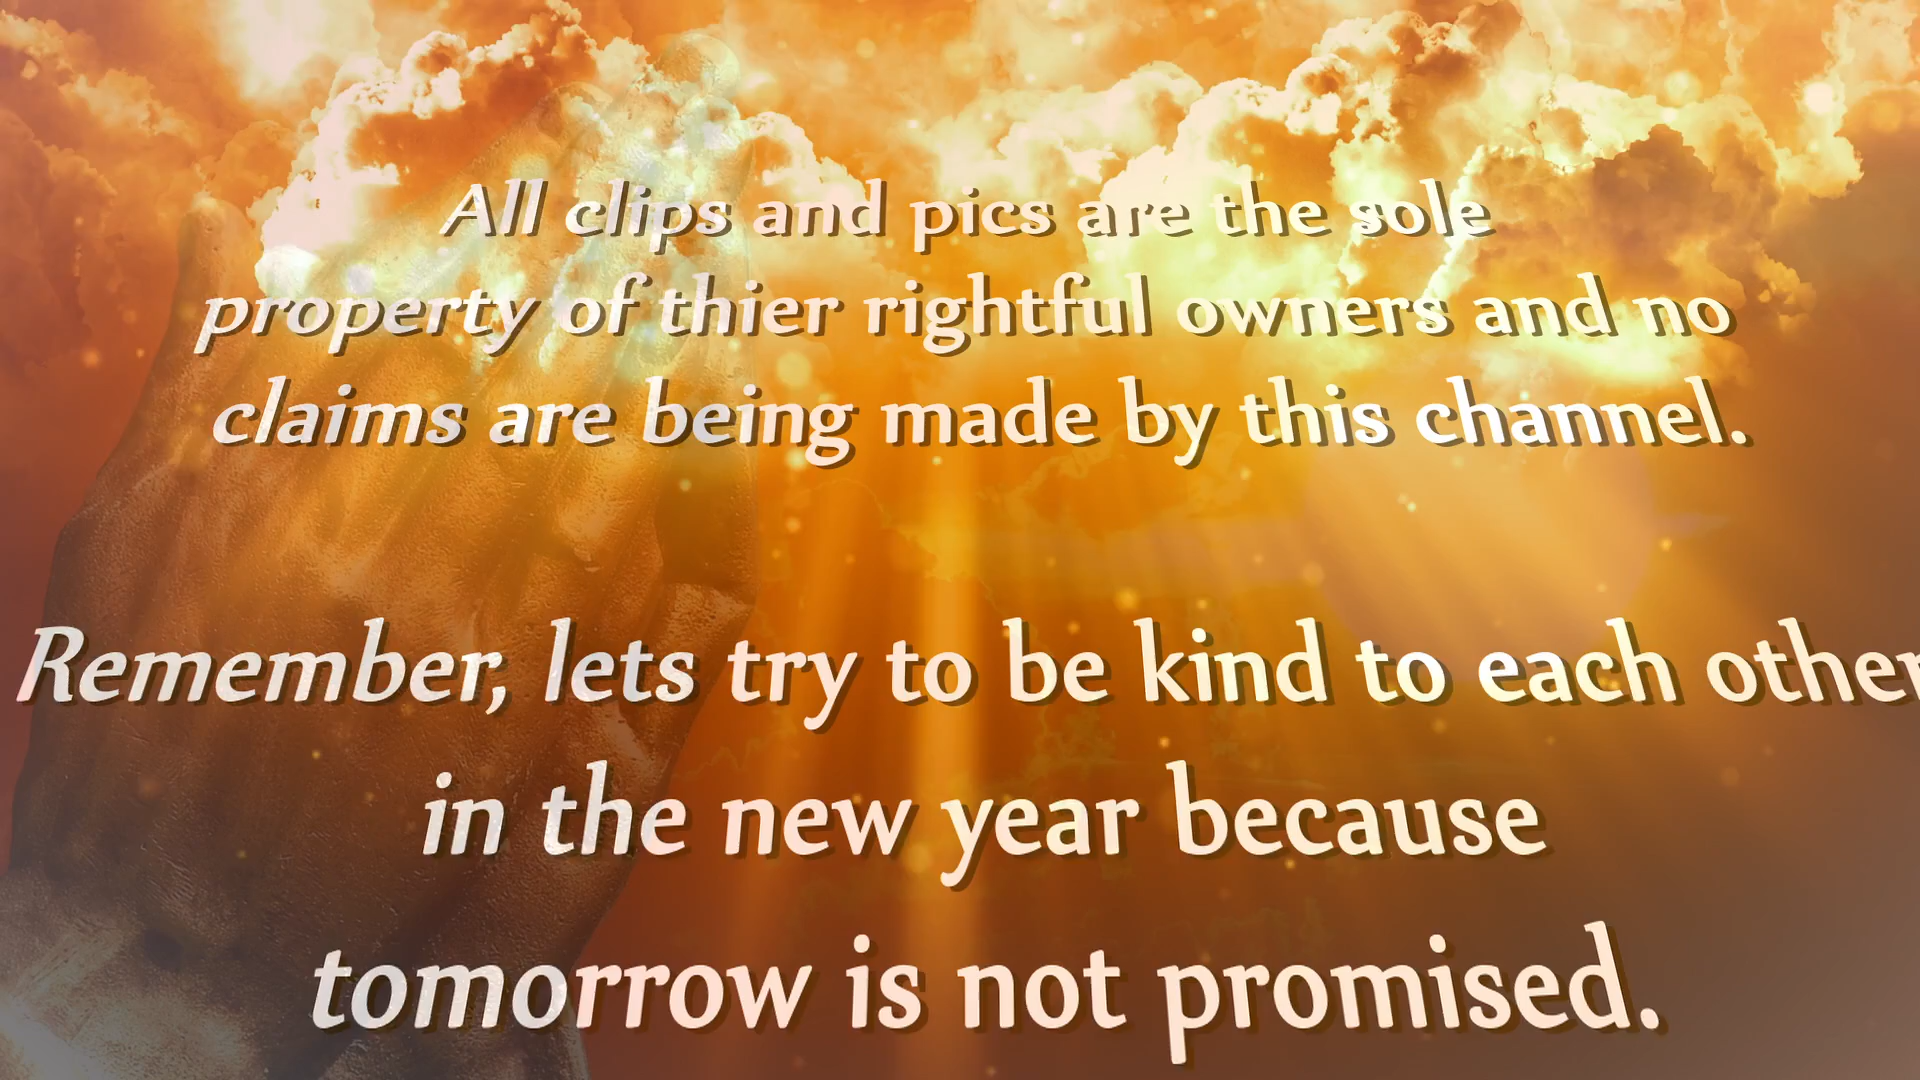 All clips and pics are the sole
property of thier rightful owners and no
claims are being made by this channel.
Remember, lets try to be kind to each other
in the new year because
tomorrow is not promised.